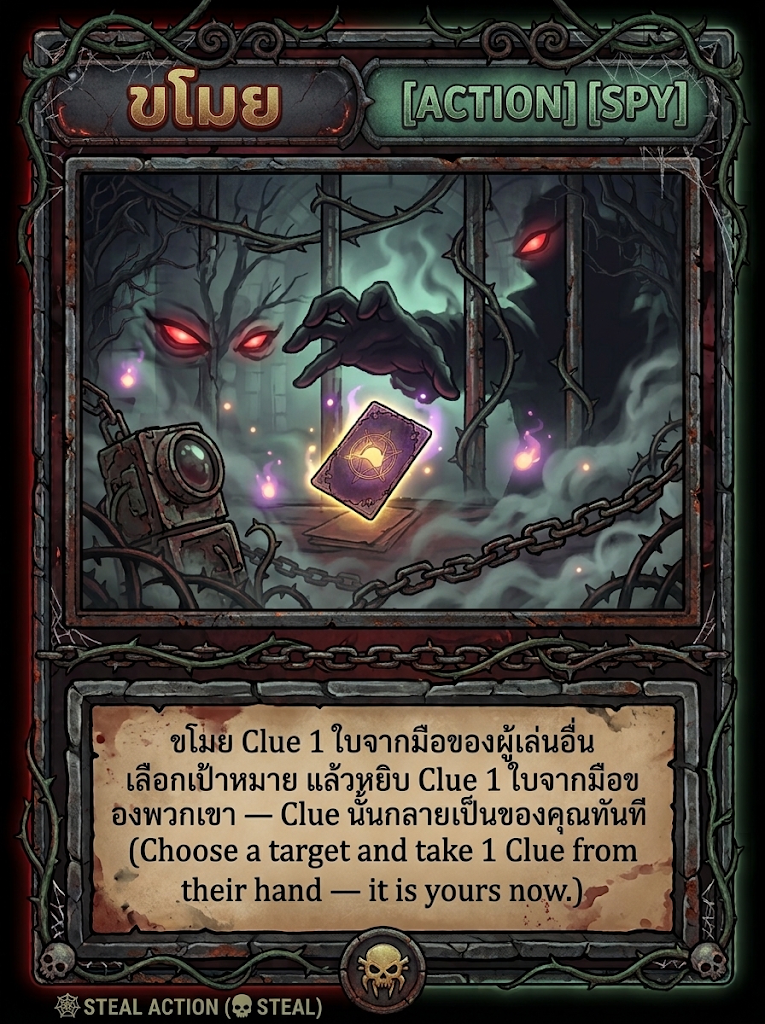 ขโมย
[ACTION] [SPY]
ขโมย Clue 1 ใบจากมือของผู้เล่นอื่น
เลือกเป้าหมาย แล้วหยิบ Clue 1 ใบจากมือข
องพวกเขา — Clue นั้นกลายเป็นของคุณทันที
(Choose a target and take 1 Clue from
their hand — it is yours now.)
STEAL ACTION (STEAL)